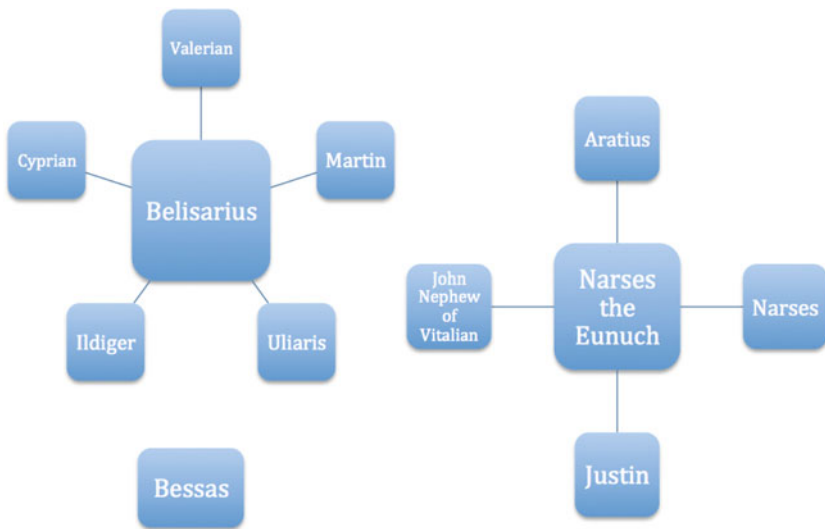 Valerian
Cyprian
Belisarius
Martin
Ildiger
Uliaris
Bessas
Aratius
John
Nephew
of
Vitalian
Narses
the
Eunuch
Narses
Justin